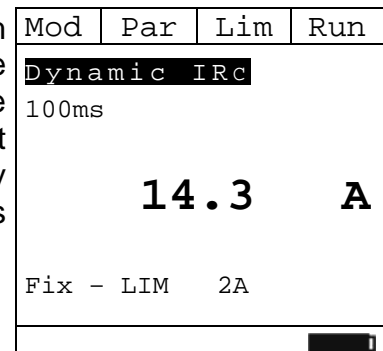 Mod Par Lim Run
Dynamic IRc
100ms
14.3 A
Fix – LIM 2A